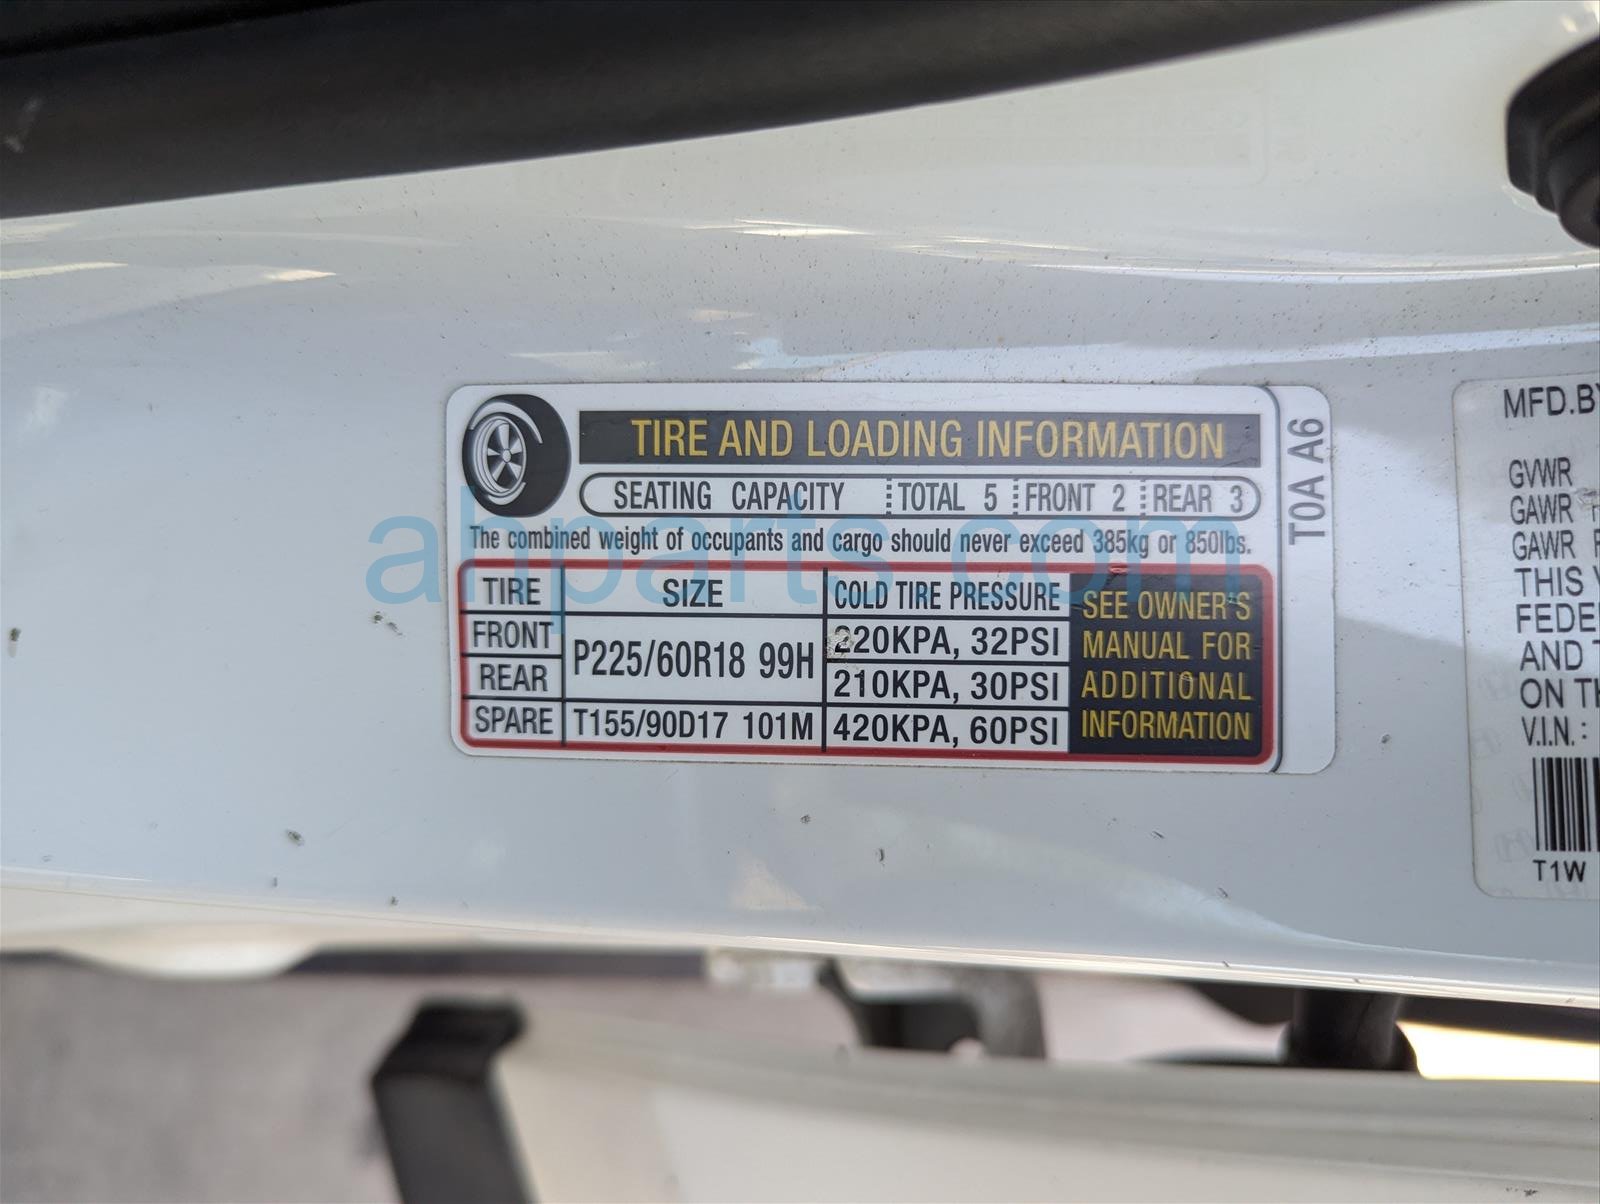 TIRE AND LOADING INFORMATION
SEATING CAPACITY TOTAL 5 FRONT 2 REAR 3
The combined weight of occupants and cargo should never exceed 385kg or 850lbs.
TIRE SIZE COLD TIRE PRESSURE
FRONT P225/60R18 99H 220KPA, 32PSI
REAR 210KPA, 30PSI
SPARE T155/90D17 101M 420KPA, 60PSI
SEE OWNER'S
MANUAL FOR
ADDITIONAL
INFORMATION
T0A A6
ahparts.com
MFD.BY
GVWR
GAWR
GAWR
THIS
FEDE
AND
ON TH
V.I.N.:
T1W